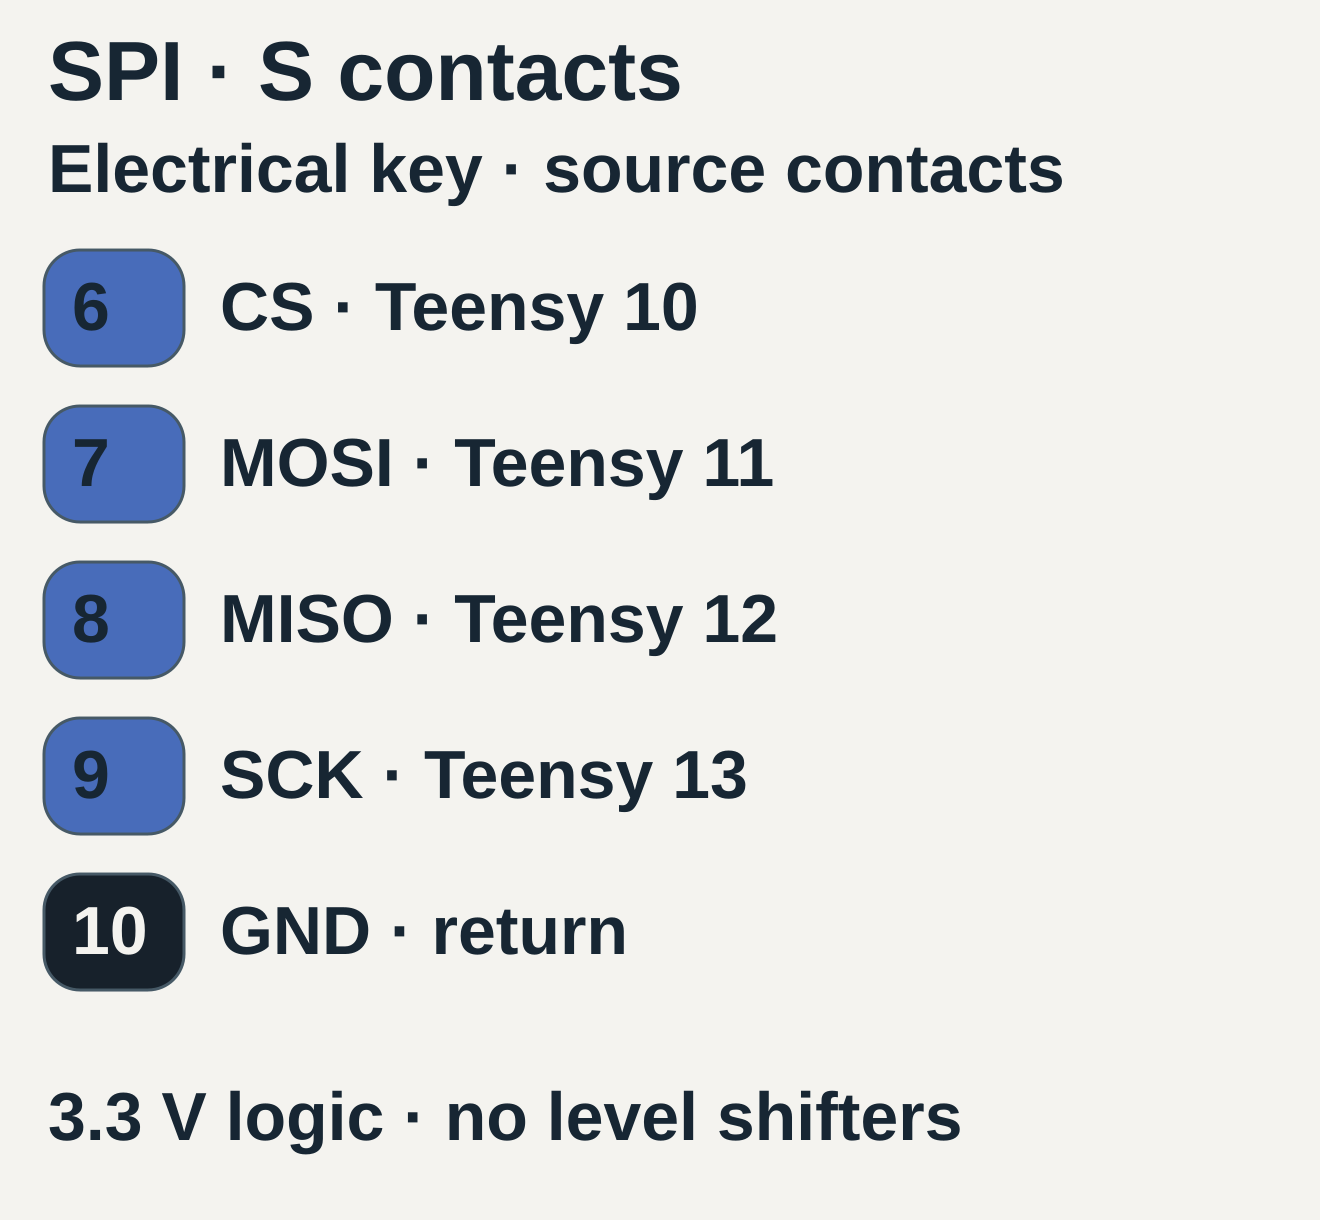 SPI · S contacts
Electrical key · source contacts
6 CS · Teensy 10
7 MOSI · Teensy 11
8 MISO · Teensy 12
9 SCK · Teensy 13
10 GND · return
3.3 V logic · no level shifters